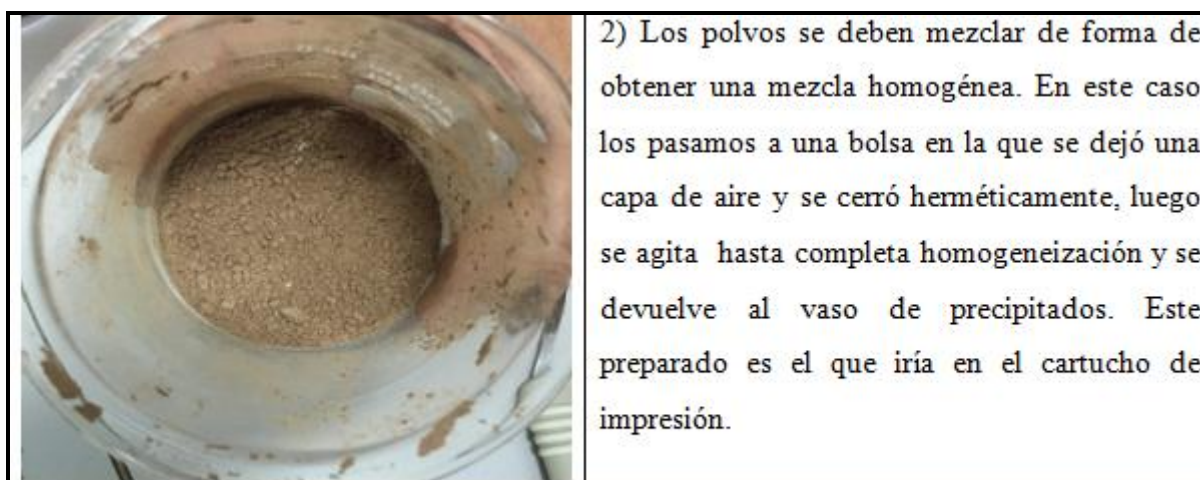 2) Los polvos se deben mezclar de forma de
obtener una mezcla homogénea. En este caso
los pasamos a una bolsa en la que se dejó una
capa de aire y se cerró herméticamente, luego
se agita hasta completa homogeneización y se
devuelve al vaso de precipitados. Este
preparado es el que iría en el cartucho de
impresión.